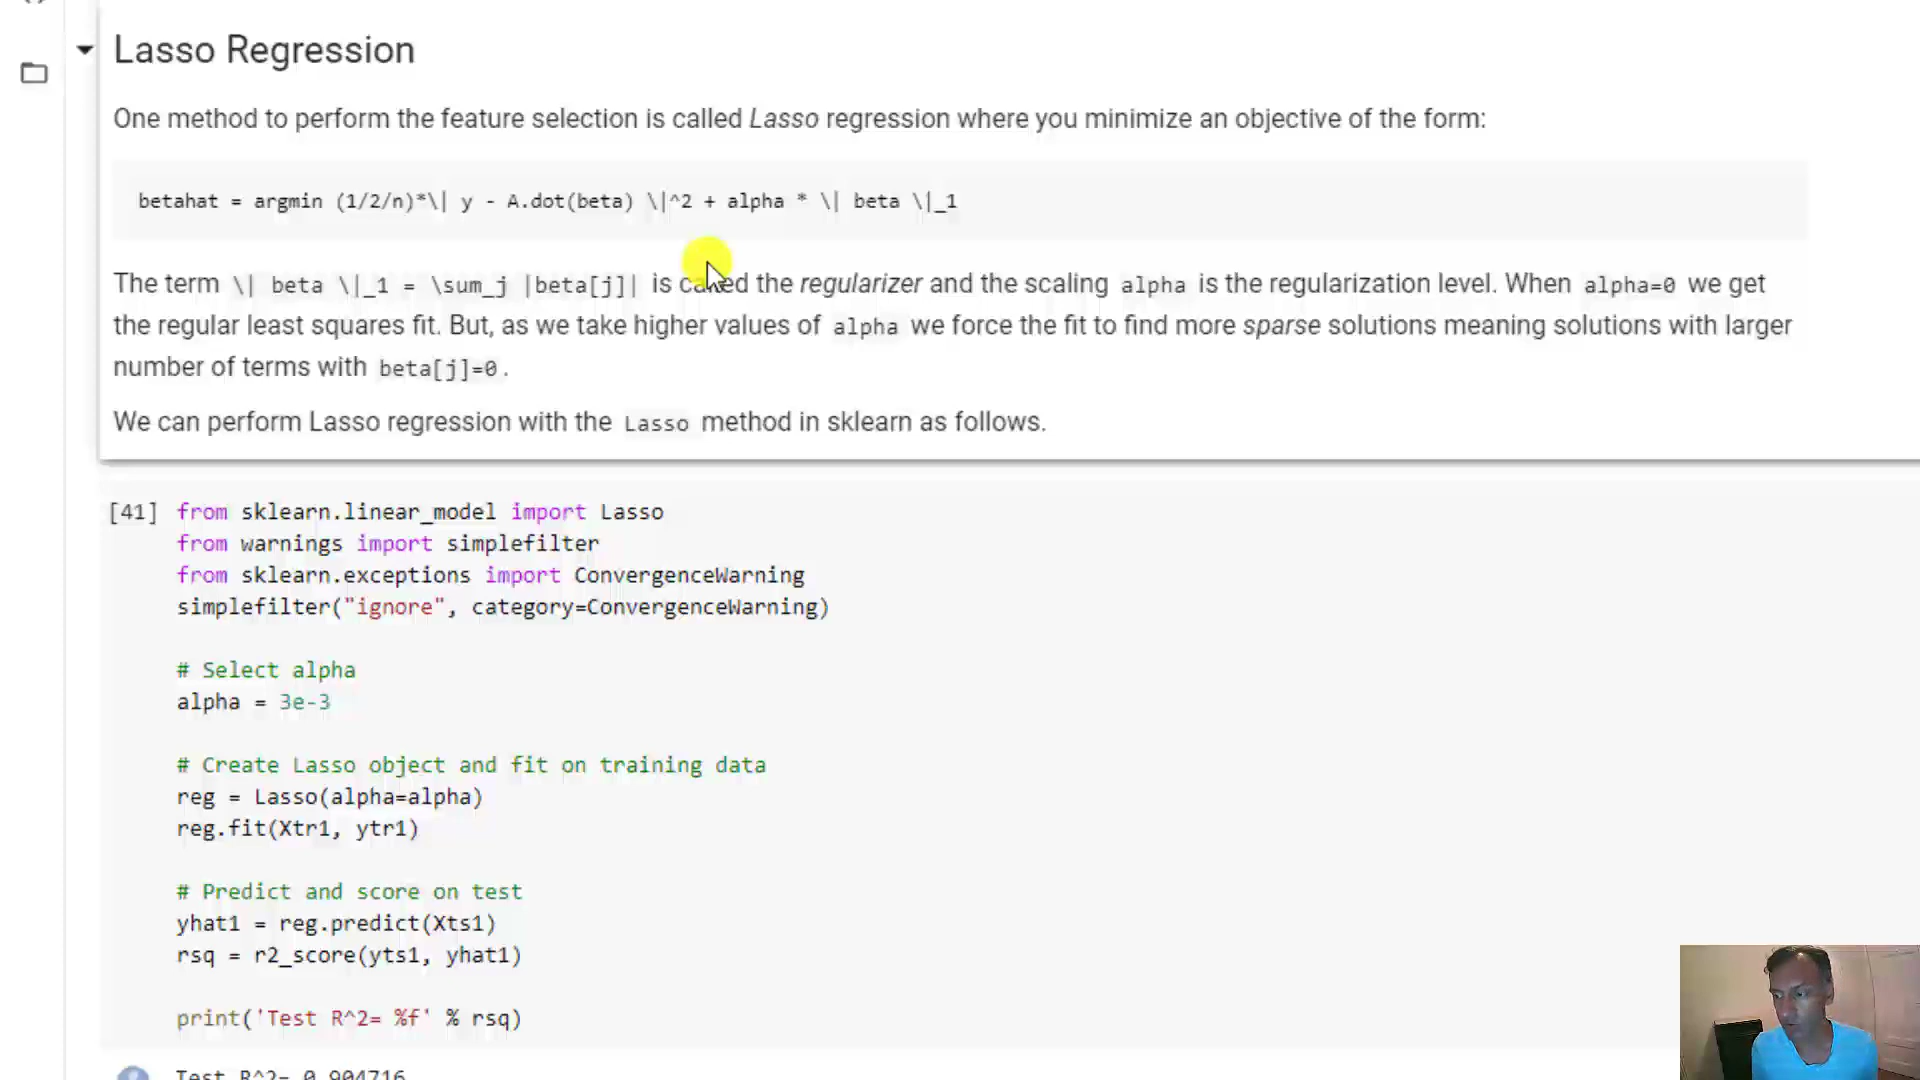 Lasso Regression
One method to perform the feature selection is called Lasso regression where you minimize an objective of the form:
betahat = argmin (1/2/n)*\| y - A.dot(beta) \|^2 + alpha * \| beta \|_1
The term \| beta \|_1 = \sum_j |beta[j]| is called the regularizer and the scaling alpha is the regularization level. When alpha=0 we get
the regular least squares fit. But, as we take higher values of alpha we force the fit to find more sparse solutions meaning solutions with larger
number of terms with beta[j]=0 .
We can perform Lasso regression with the Lasso method in sklearn as follows.
[41] from sklearn.linear_model import Lasso
from warnings import simplefilter
from sklearn.exceptions import ConvergenceWarning
simplefilter("ignore", category=ConvergenceWarning)
# Select alpha
alpha = 3e-3
# Create Lasso object and fit on training data
reg = Lasso(alpha=alpha)
reg.fit(Xtr1, ytr1)
# Predict and score on test
yhat1 = reg.predict(Xts1)
rsq = r2_score(yts1, yhat1)
print('Test R^2= %f' % rsq)
Test R^2= 0.904716